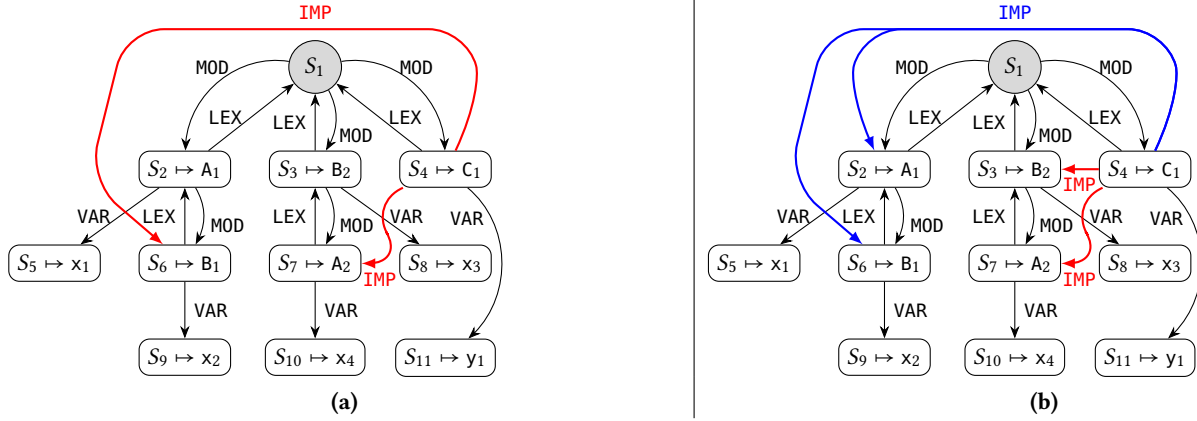 IMP
S₁
MOD MOD
LEX LEX LEX
MOD
S₂ ↦ A₁ S₃ ↦ B₂ S₄ ↦ C₁
VAR LEX MOD LEX MOD VAR VAR
S₅ ↦ x₁ S₆ ↦ B₁ S₇ ↦ A₂ S₈ ↦ x₃
IMP
VAR VAR
S₉ ↦ x₂ S₁₀ ↦ x₄ S₁₁ ↦ y₁
(a)
IMP
S₁
MOD MOD
LEX LEX LEX
MOD
S₂ ↦ A₁ S₃ ↦ B₂ S₄ ↦ C₁
IMP
VAR LEX MOD LEX MOD VAR VAR
S₅ ↦ x₁ S₆ ↦ B₁ S₇ ↦ A₂ S₈ ↦ x₃
IMP
VAR VAR
S₉ ↦ x₂ S₁₀ ↦ x₄ S₁₁ ↦ y₁
(b)